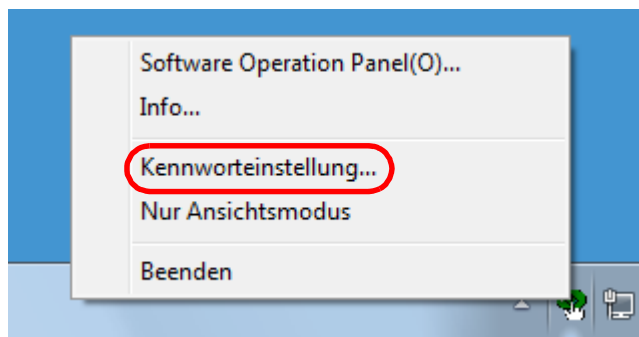 Software Operation Panel(O)...
Info...
Kennworteinstellung...
Nur Ansichtsmodus
Beenden